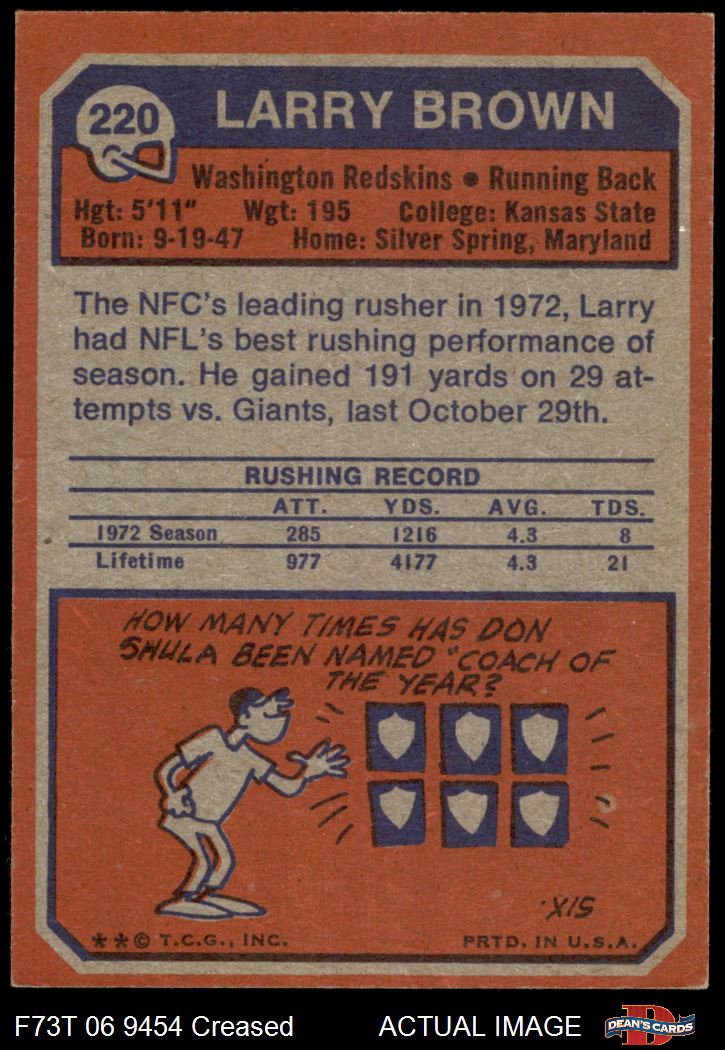 220
LARRY BROWN
Washington Redskins • Running Back
Hgt: 5'11" Wgt: 195 College: Kansas State
Born: 9-19-47 Home: Silver Spring, Maryland
The NFC's leading rusher in 1972, Larry
had NFL's best rushing performance of
season. He gained 191 yards on 29 at-
tempts vs. Giants, last October 29th.
RUSHING RECORD
ATT. YDS. AVG. TDS.
1972 Season 285 1216 4.3 8
Lifetime 977 4177 4.3 21
HOW MANY TIMES HAS DON
SHULA BEEN NAMED "COACH OF
THE YEAR?
SIX.
**© T.C.G., INC. PRTD. IN U.S.A.
F73T 06 9454 Creased ACTUAL IMAGE
D
DEAN'S CARDS